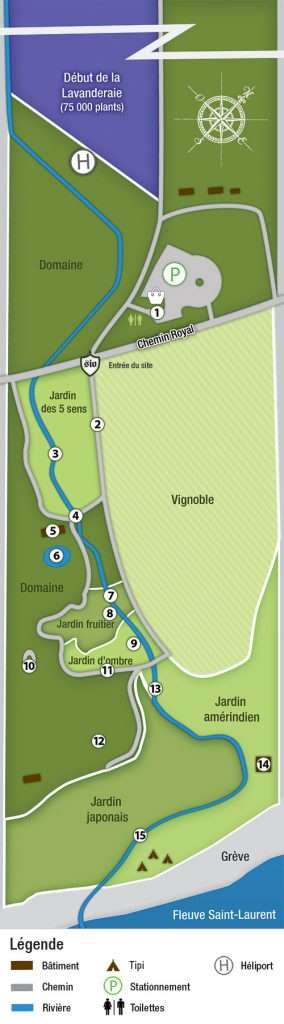 Début de la
Lavanderaie
(75 000 plants)
H
Domaine
P
1
Chemin Royal
Entrée du site
Jardin
des 5 sens
2
3
Vignoble
4
5
6
Domaine
7
8
Jardin fruitier
9
Jardin d'ombre
10
11
13
Jardin
amérindien
12
14
Jardin
japonais
15
Grève
Fleuve Saint-Laurent
Légende
Bâtiment
Tipi
H Héliport
Chemin
P Stationnement
Rivière
Toilettes